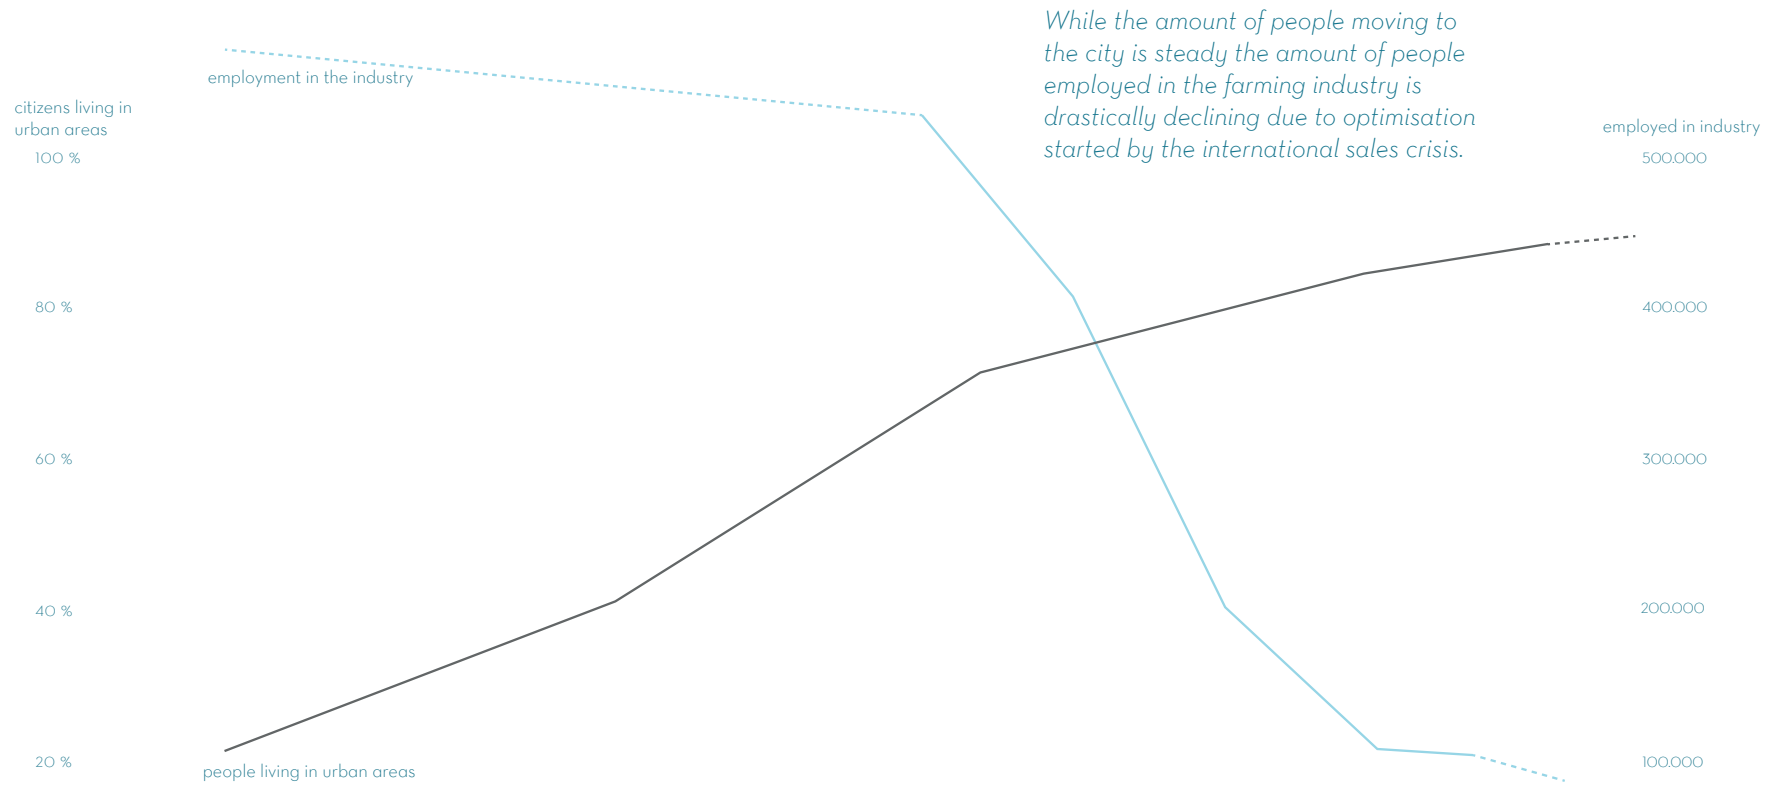 While the amount of people moving to
the city is steady the amount of people
employed in the farming industry is
drastically declining due to optimisation
started by the international sales crisis.
employment in the industry
citizens living in
urban areas
employed in industry
100 %
500.000
80 %
400.000
60 %
300.000
40 %
200.000
20 %
100.000
people living in urban areas